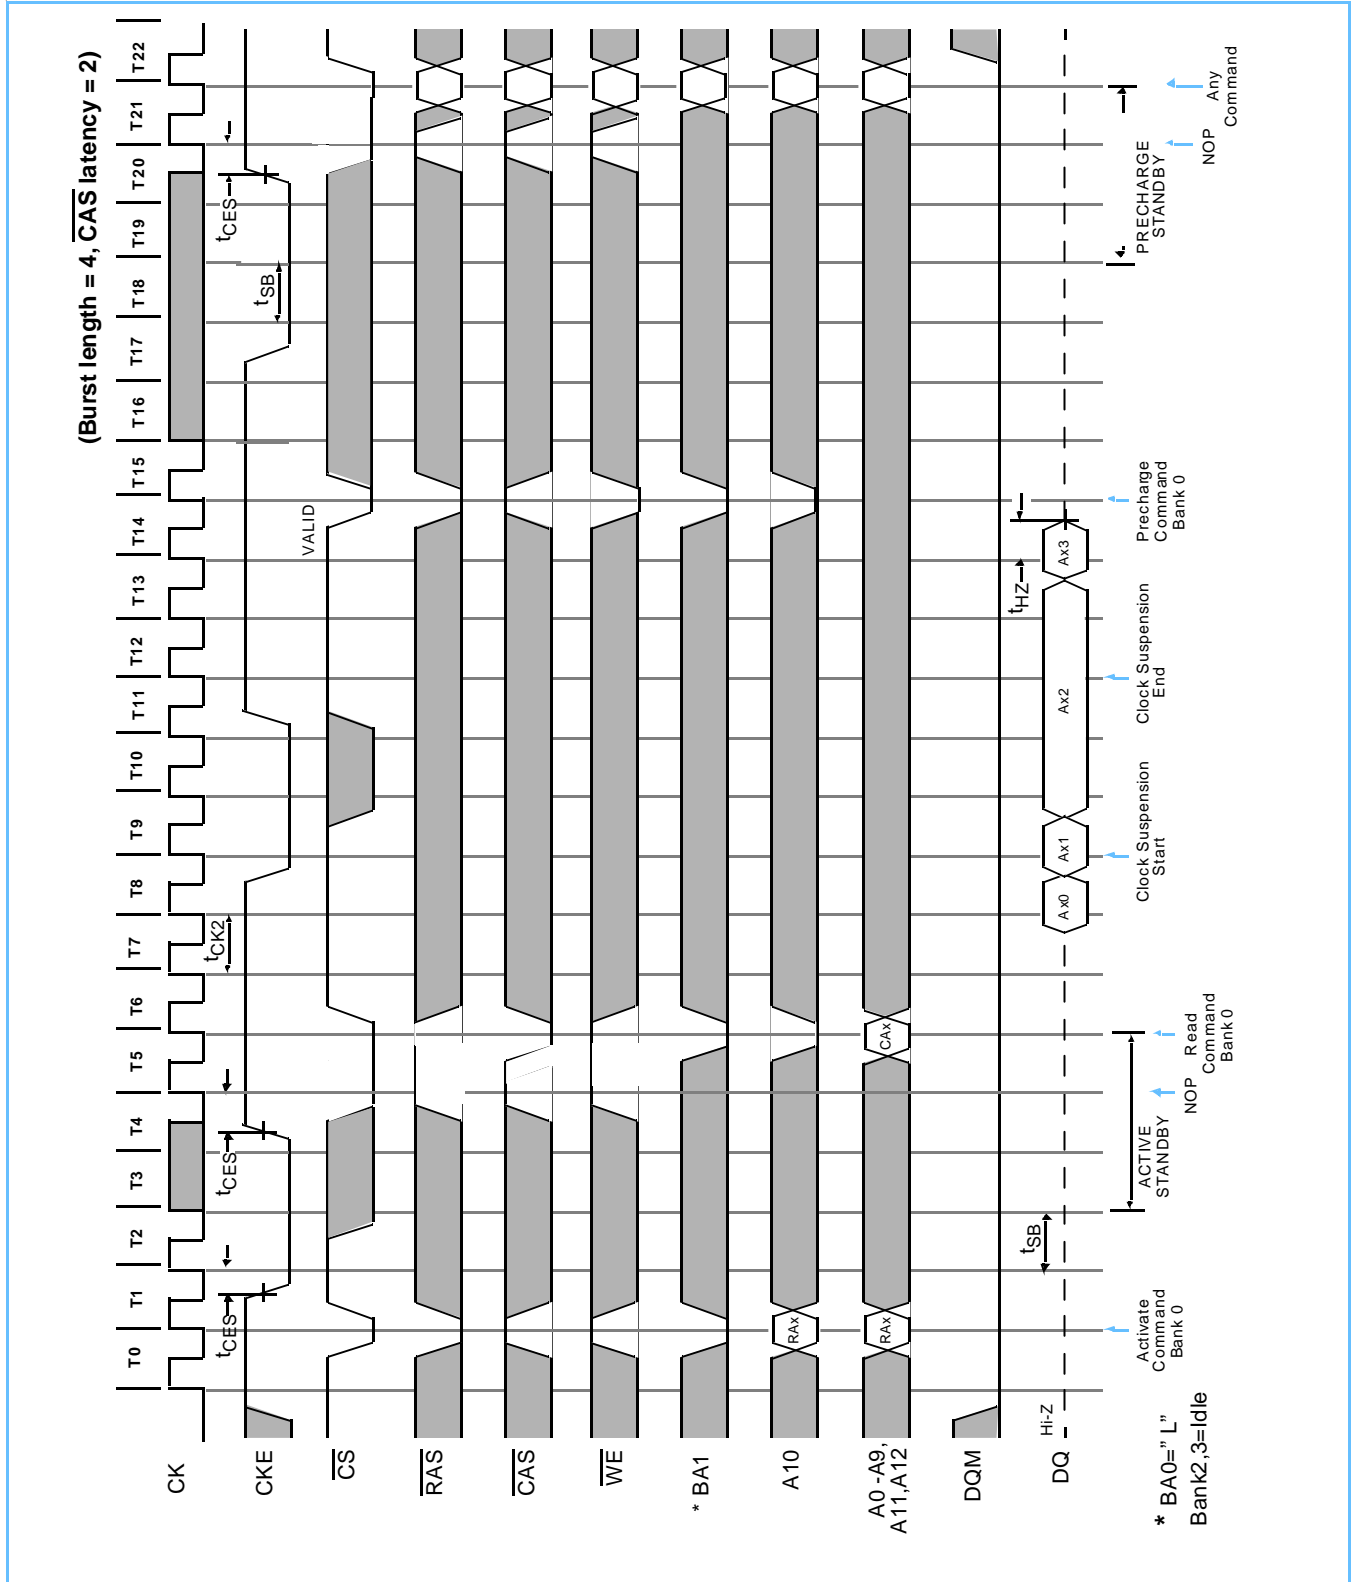 (Burst length = 4, CAS latency = 2)
T0 T1 T2 T3 T4 T5 T6 T7 T8 T9 T10 T11 T12 T13 T14 T15 T16 T17 T18 T19 T20 T21 T22
CK
tCK2
CKE
tCES
tCES
tCES
tSB
CS
VALID
RAS
CAS
WE
* BA1
A10
RAx
A0 -A9,
A11,A12
RAx
CAx
DQM
DQ
Hi-Z
tSB
Ax0
Ax1
Ax2
Ax3
tHZ
Activate
Command
Bank 0
ACTIVE
STANDBY
NOP
Read
Command
Bank 0
Clock Suspension
Start
Clock Suspension
End
Precharge
Command
Bank 0
PRECHARGE
STANDBY
NOP
Any
Command
* BA0=” L”
Bank2,3=Idle